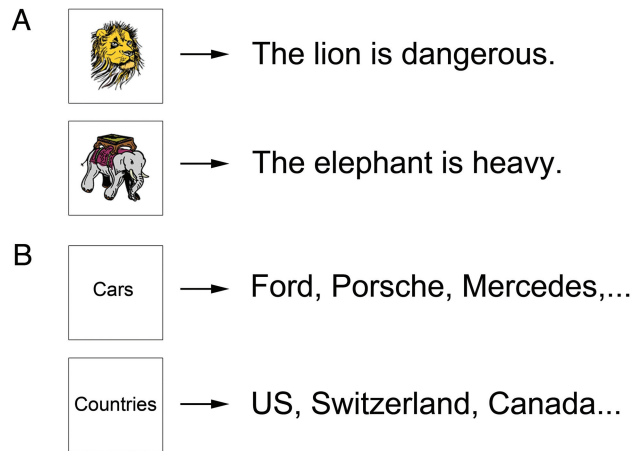 A
The lion is dangerous.
The elephant is heavy.
B
Cars
Ford, Porsche, Mercedes,...
Countries
US, Switzerland, Canada...